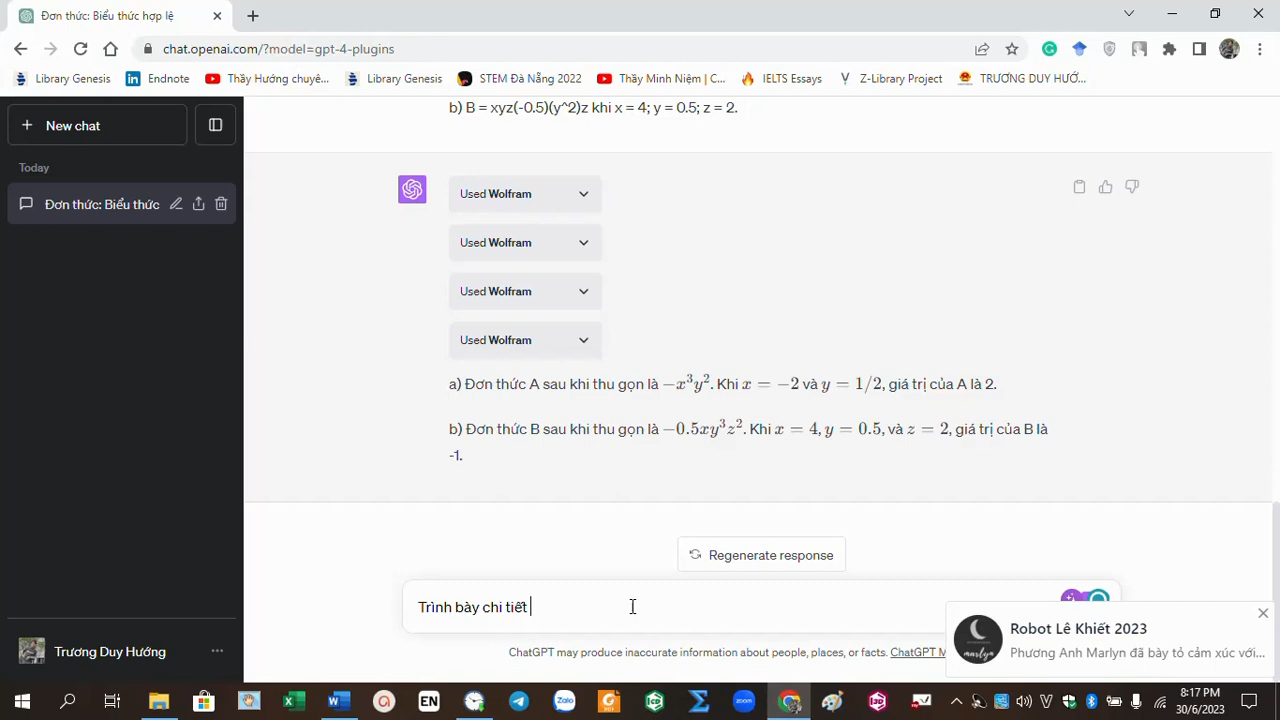 Đơn thức: Biểu thức hợp lệ
chat.openai.com/?model=gpt-4-plugins
Library Genesis
Endnote
Thầy Hướng chuyê...
Library Genesis
STEM Đà Nẵng 2022
Thầy Minh Niệm | C...
IELTS Essays
Z-Library Project
TRƯƠNG DUY HƯỚ...
New chat
Today
Đơn thức: Biểu thức
b) B = xyz(-0.5)(y^2)z khi x = 4; y = 0.5; z = 2.
Used Wolfram
Used Wolfram
Used Wolfram
Used Wolfram
a) Đơn thức A sau khi thu gọn là −x³y². Khi x = −2 và y = 1/2, giá trị của A là 2.
b) Đơn thức B sau khi thu gọn là −0.5xy³z². Khi x = 4, y = 0.5, và z = 2, giá trị của B là
-1.
Regenerate response
Trình bày chi tiết
ChatGPT may produce inaccurate information about people, places, or facts. ChatGPT M
Robot Lê Khiết 2023
Phương Anh Marlyn đã bày tỏ cảm xúc với...
Trương Duy Hướng
EN
Zalo
8:17 PM
30/6/2023